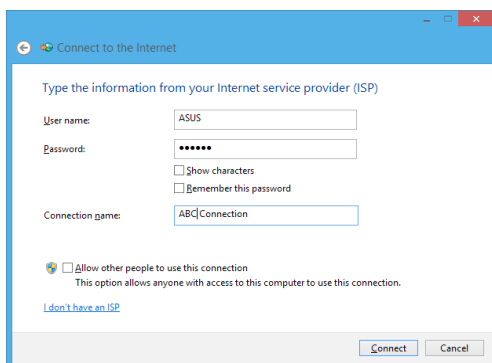 Connect to the Internet
Type the information from your Internet service provider (ISP)
User name:
ASUS
Password:
••••••
Show characters
Remember this password
Connection name:
ABC Connection
Allow other people to use this connection
This option allows anyone with access to this computer to use this connection.
I don't have an ISP
Connect
Cancel